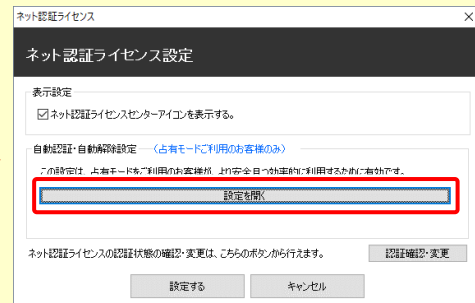 ネット認証ライセンス
ネット認証ライセンス設定
表示設定
ネット認証ライセンスセンターアイコンを表示する。
自動認証・自動解除設定 (占有モードご利用のお客様のみ)
この設定は、占有モードをご利用のお客様が、より安全且つ効率的に利用するために有効です。
設定を開く
ネット認証ライセンスの認証状態の確認・変更は、こちらのボタンから行えます。 認証確認・変更
設定する キャンセル